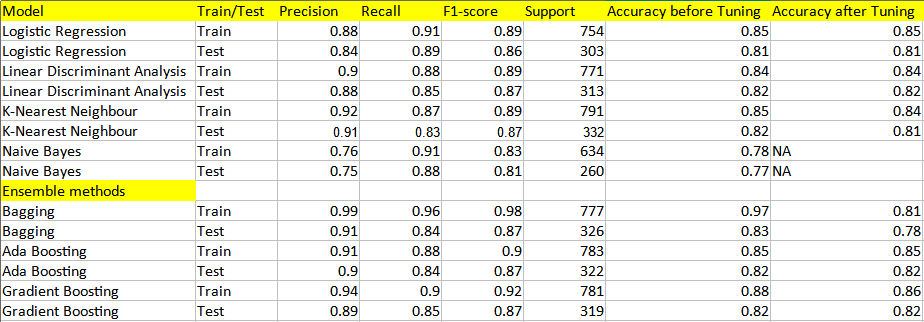 Model Train/Test Precision Recall F1-score Support Accuracy before Tuning Accuracy after Tuning
Logistic Regression Train 0.88 0.91 0.89 754 0.85 0.85
Logistic Regression Test 0.84 0.89 0.86 303 0.81 0.81
Linear Discriminant Analysis Train 0.9 0.88 0.89 771 0.84 0.84
Linear Discriminant Analysis Test 0.88 0.85 0.87 313 0.82 0.82
K-Nearest Neighbour Train 0.92 0.87 0.89 791 0.85 0.84
K-Nearest Neighbour Test 0.91 0.83 0.87 332 0.82 0.81
Naive Bayes Train 0.76 0.91 0.83 634 0.78 NA
Naive Bayes Test 0.75 0.88 0.81 260 0.77 NA
Ensemble methods
Bagging Train 0.99 0.96 0.98 777 0.97 0.81
Bagging Test 0.91 0.84 0.87 326 0.83 0.78
Ada Boosting Train 0.91 0.88 0.9 783 0.85 0.85
Ada Boosting Test 0.9 0.84 0.87 322 0.82 0.82
Gradient Boosting Train 0.94 0.9 0.92 781 0.88 0.86
Gradient Boosting Test 0.89 0.85 0.87 319 0.82 0.82